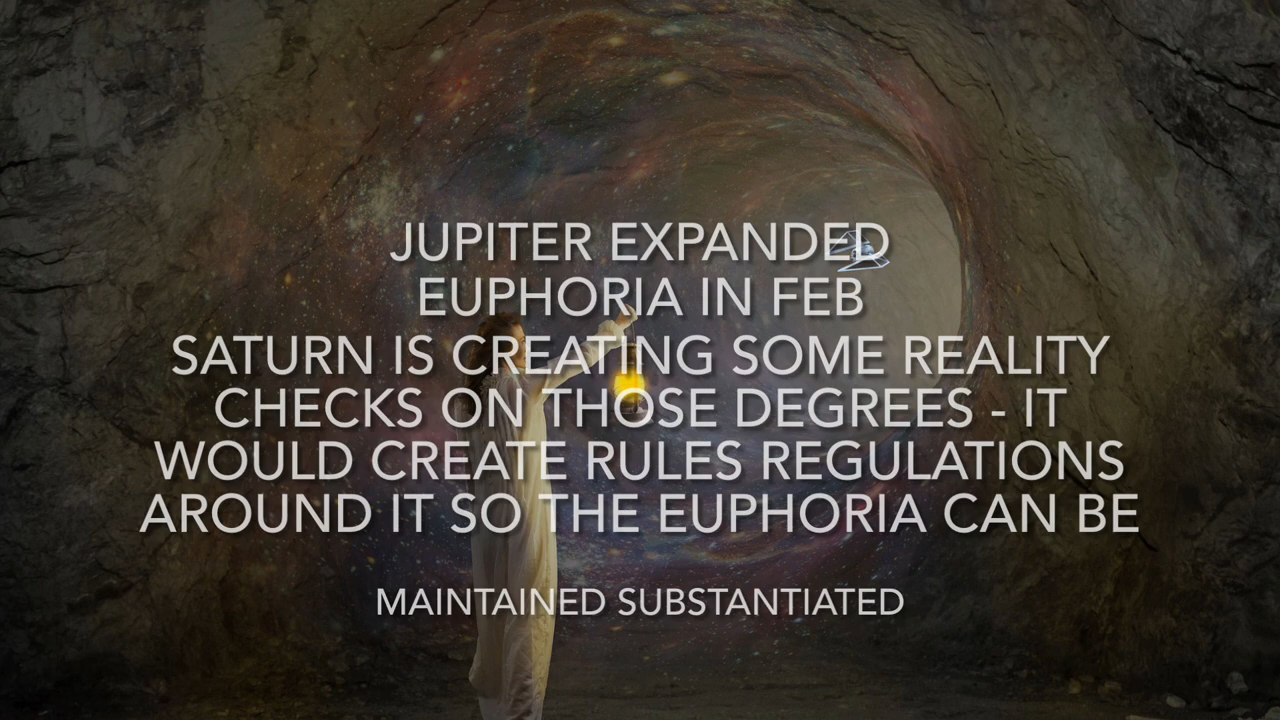 JUPITER EXPANDED
EUPHORIA IN FEB
SATURN IS CREATING SOME REALITY
CHECKS ON THOSE DEGREES - IT
WOULD CREATE RULES REGULATIONS
AROUND IT SO THE EUPHORIA CAN BE
MAINTAINED SUBSTANTIATED